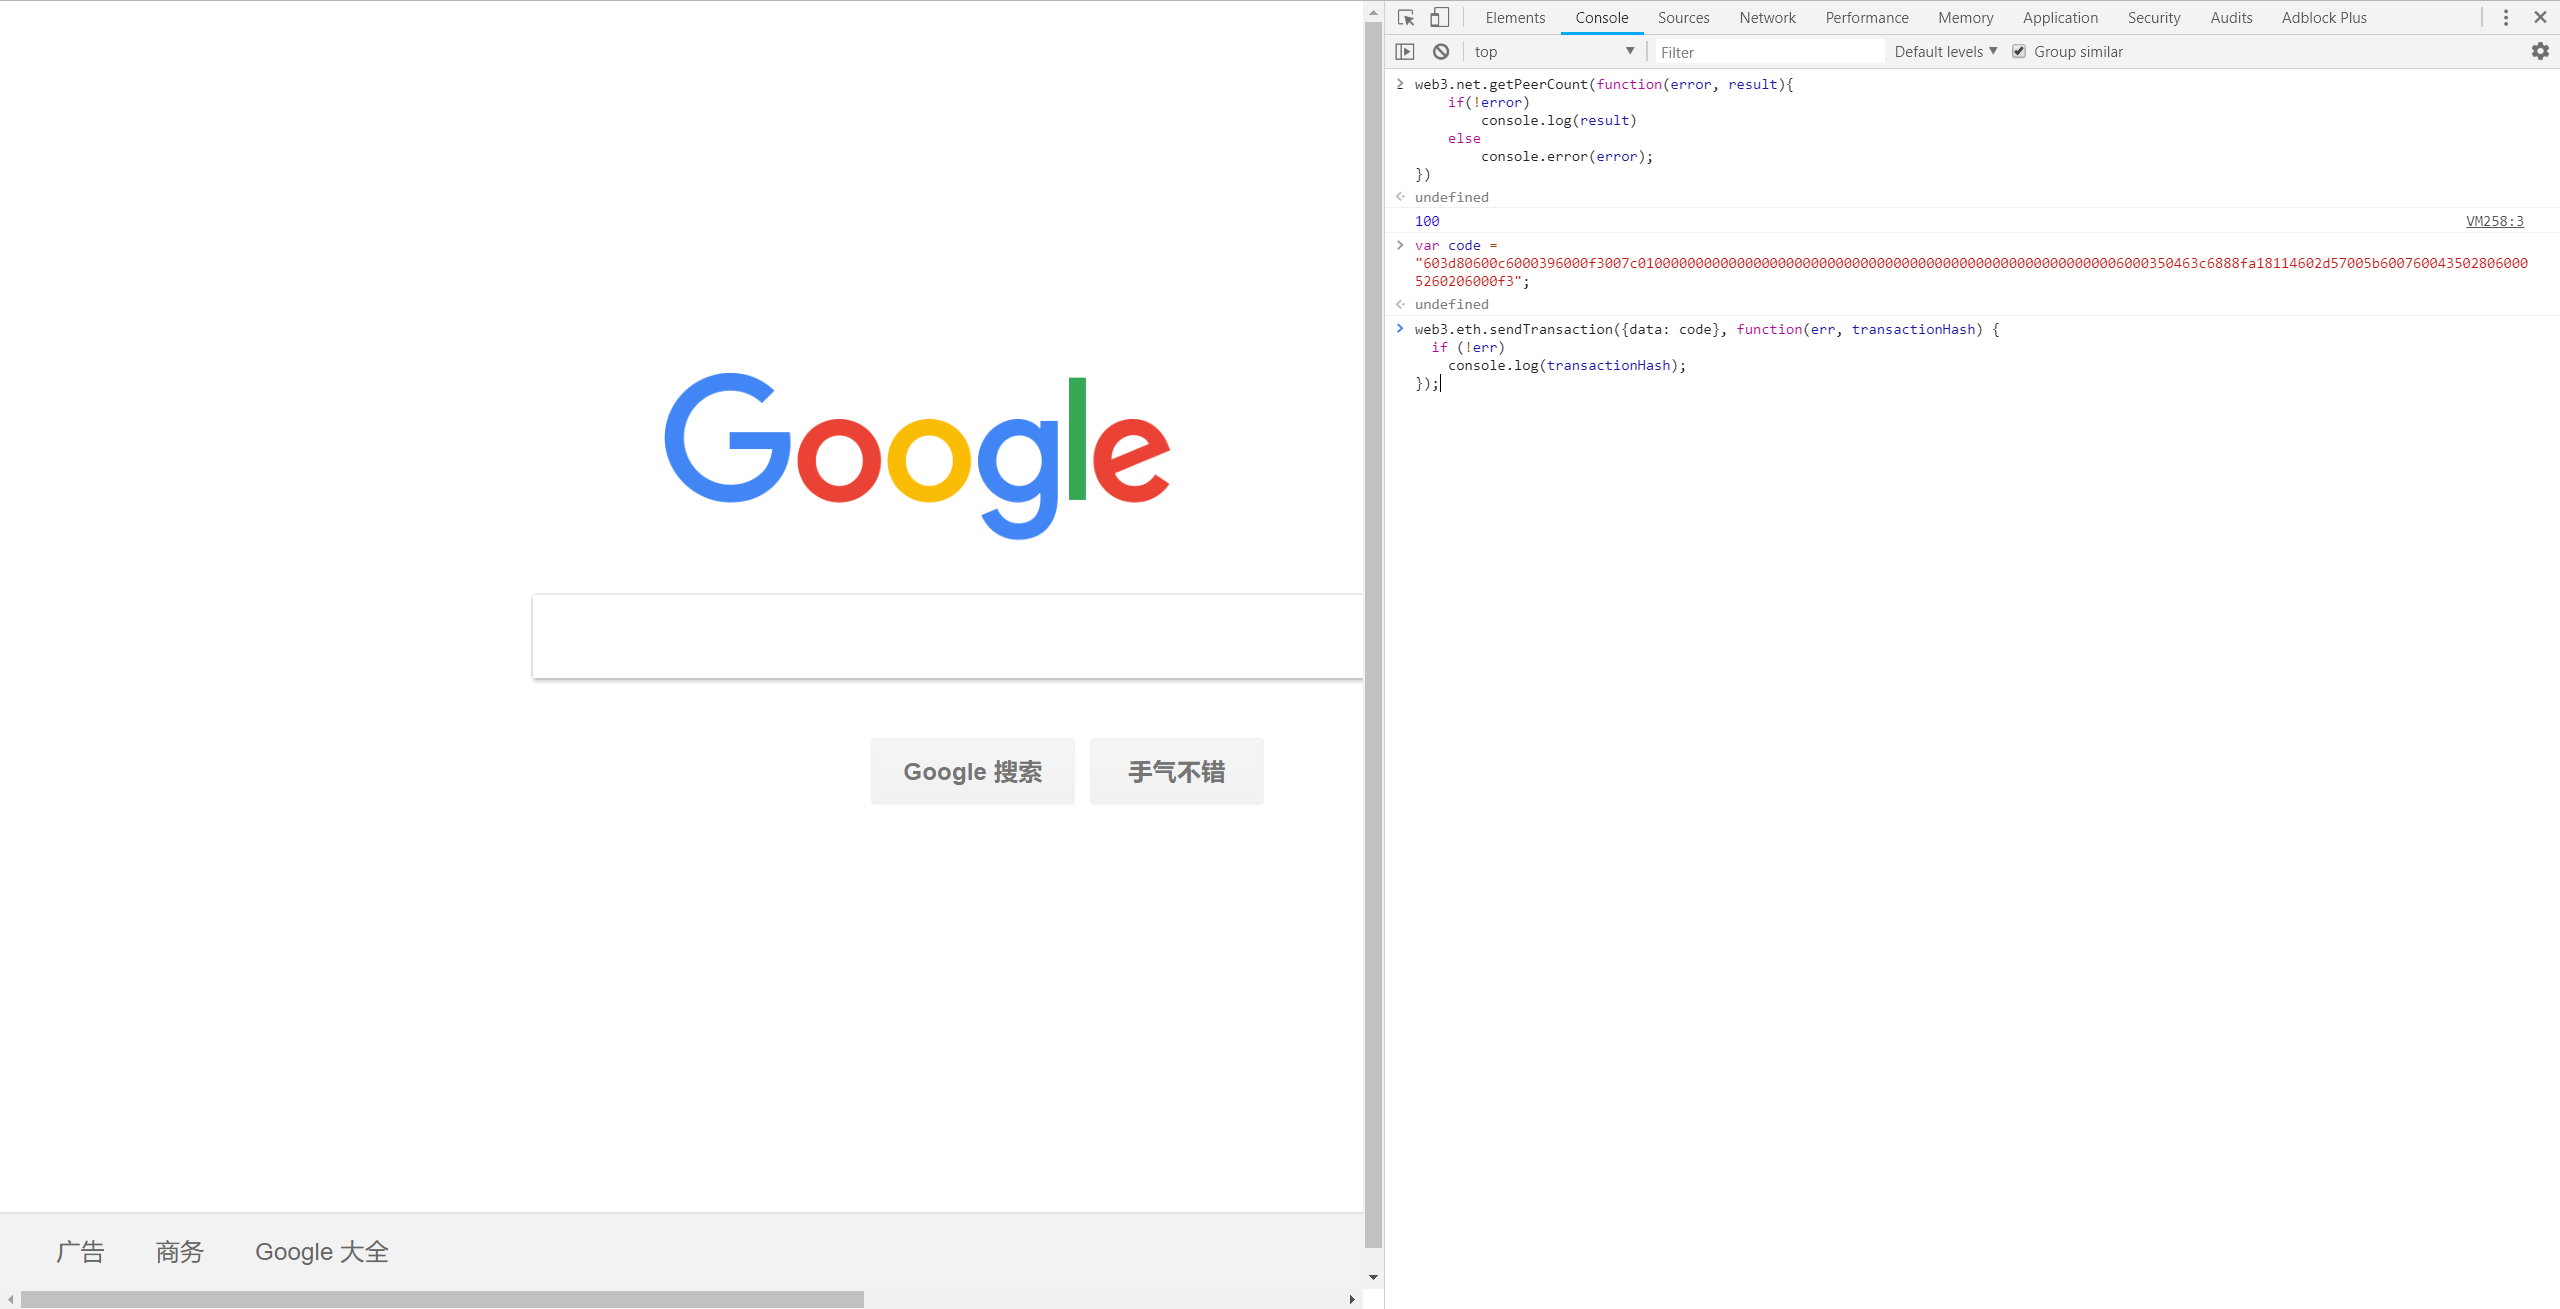 Google
Google 搜索
手气不错
广告 商务 Google 大全
Elements Console Sources Network Performance Memory Application Security Audits Adblock Plus
top Filter Default levels Group similar
web3.net.getPeerCount(function(error, result){
if(!error)
console.log(result)
else
console.error(error);
})
undefined
100 VM258:3
var code =
"603d80600c6000396000f3007c01000000000000000000000000000000000000000000000000000000006000350463c6888fa18114602d57005b600760043502806000
5260206000f3";
undefined
web3.eth.sendTransaction({data: code}, function(err, transactionHash) {
if (!err)
console.log(transactionHash);
});